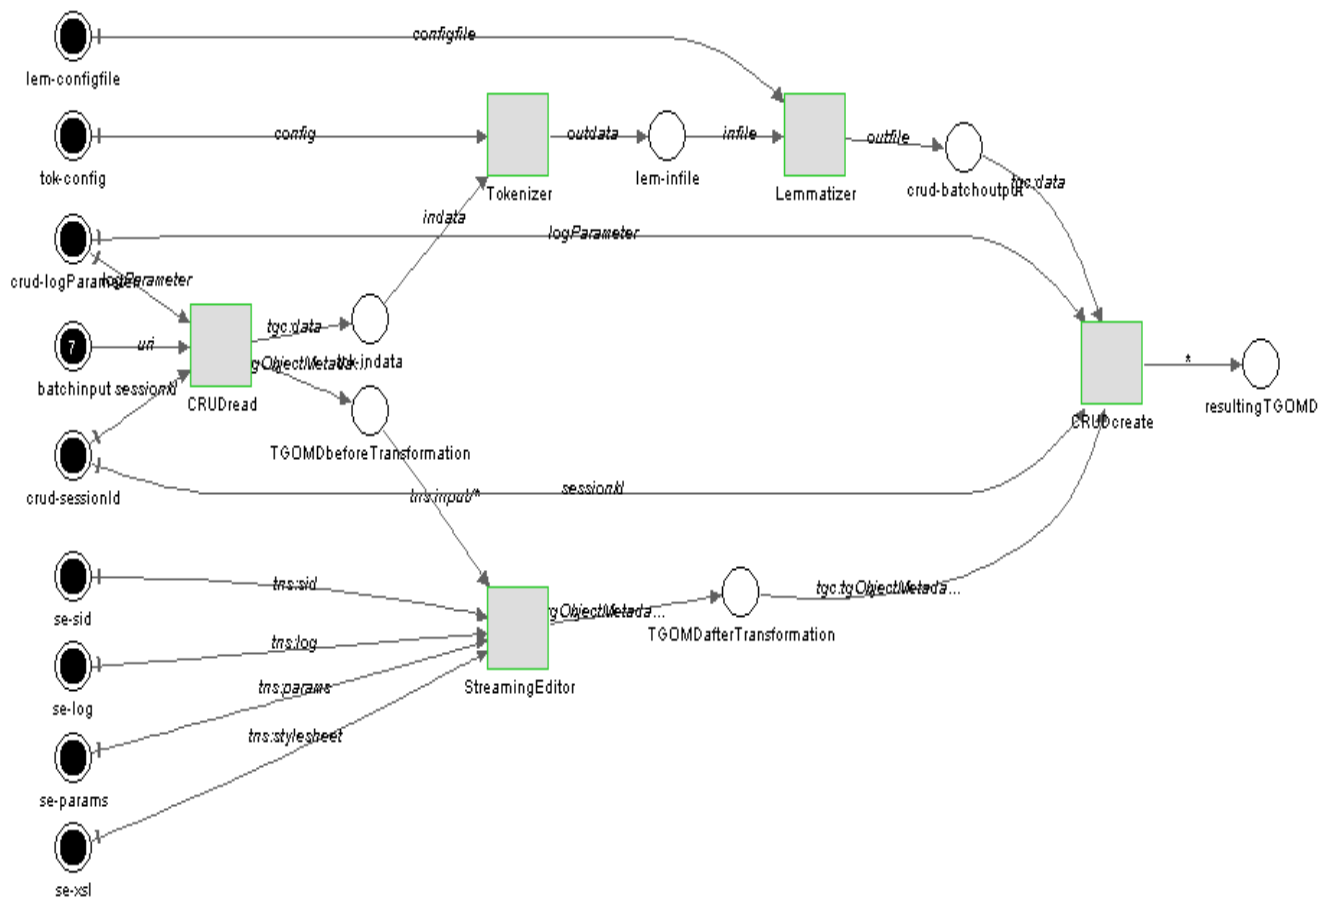 configfile
lem-configfile
config
outdata
infile
outfile
tok-config
Tokenizer
lem-infile
Lemmatizer
crud-batchoutput
tgc:data
indata
logParameter
crud-logParameter
logParameter
tgc:data
7
uri
tok-indata
batchinput
sessionId
CRUDread
*
resultingTGOMD
CRUDcreate
TGOMDbeforeTransformation
crud-sessionId
tns:input/*
sessionId
tns:sid
se-sid
tgc:tgObjectMetada...
TGOMDafterTransformation
tns:log
StreamingEditor
se-log
tns:params
tns:stylesheet
se-params
se-xsl